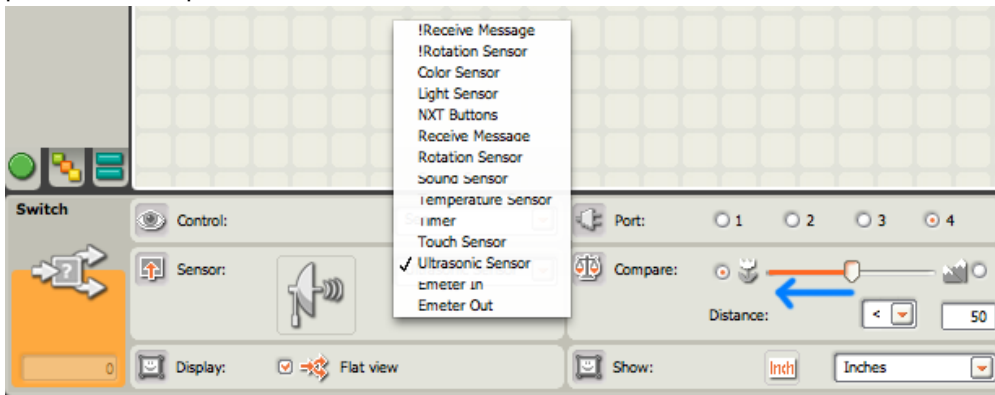 !Receive Message
!Rotation Sensor
Color Sensor
Light Sensor
NXT Buttons
Receive Message
Rotation Sensor
Sound Sensor
Temperature Sensor
Timer
Touch Sensor
✓ Ultrasonic Sensor
Emeter In
Emeter Out
Switch
0
Control:
Sensor:
Display: Flat view
Port: 1 2 3 4
Compare:
Distance: < 50
Show: Inch Inches